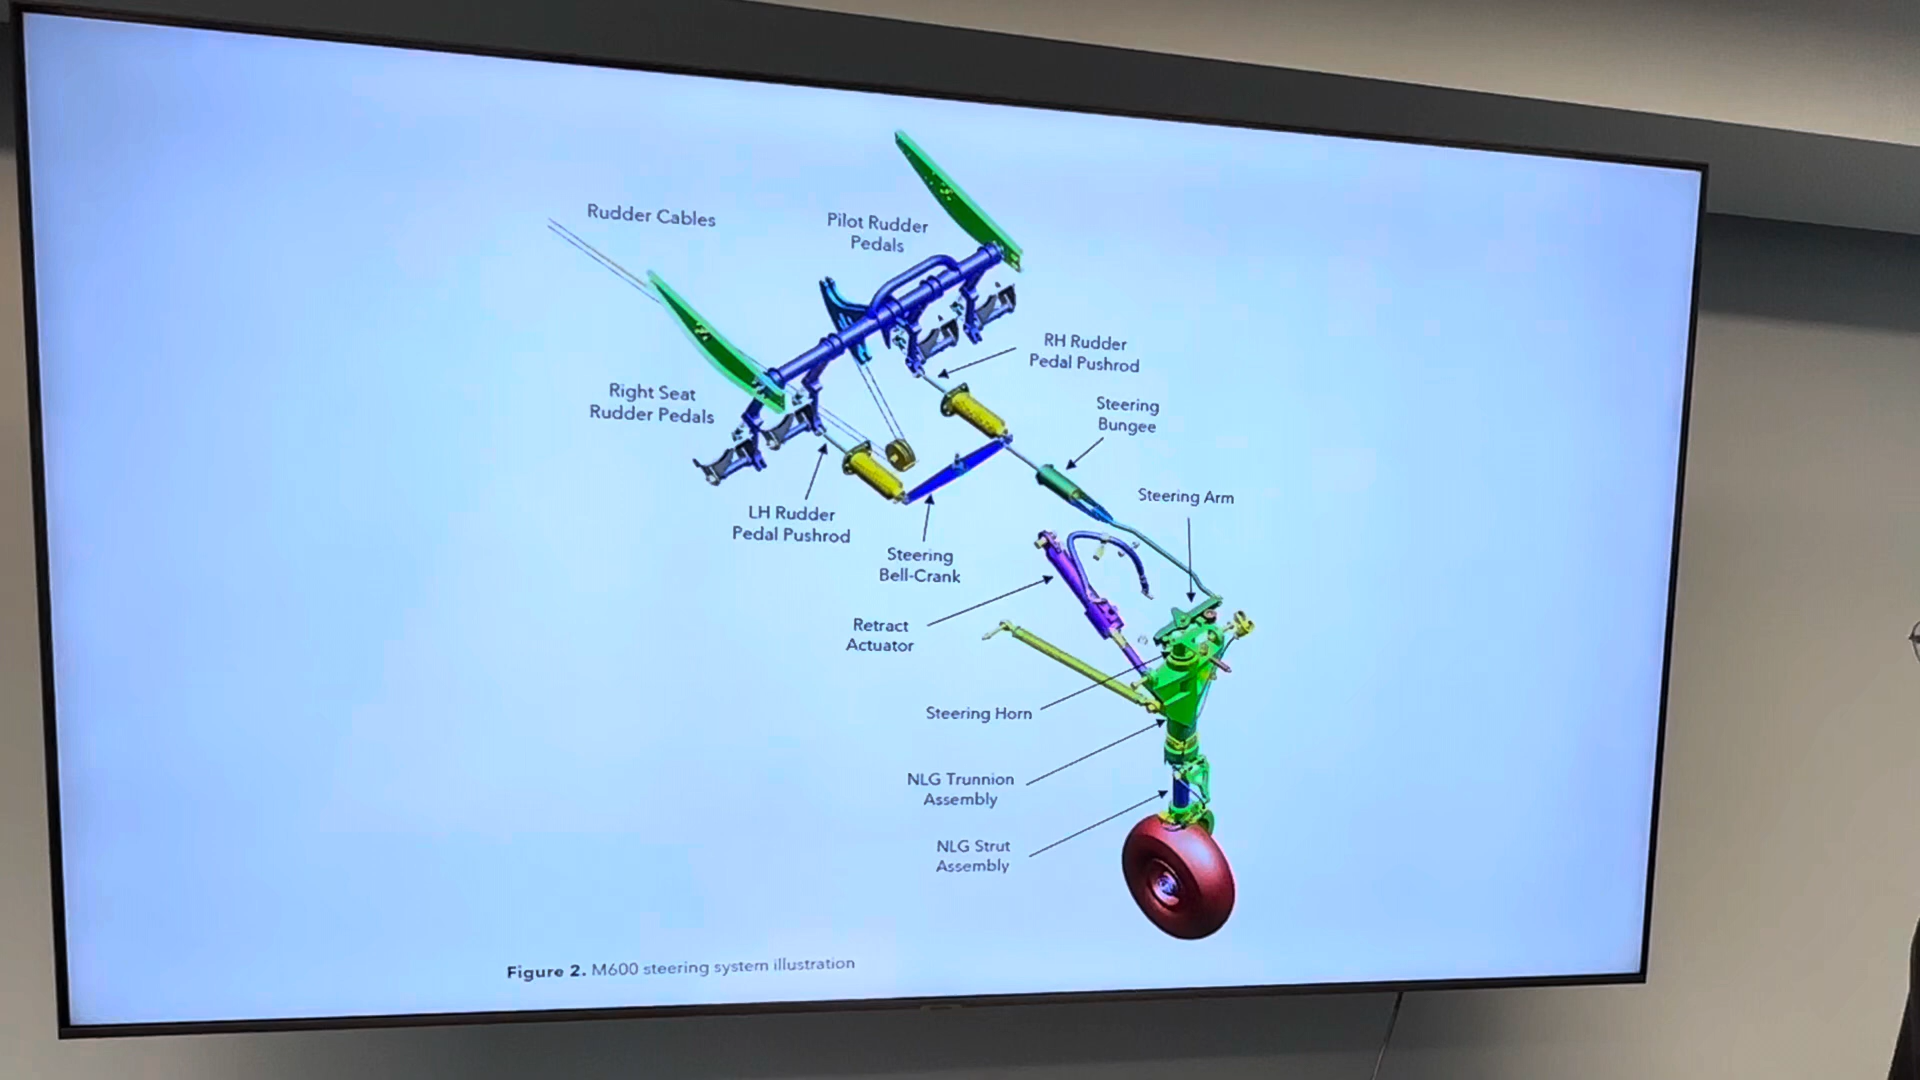 Rudder Cables
Pilot Rudder
Pedals
RH Rudder
Pedal Pushrod
Right Seat
Rudder Pedals
Steering
Bungee
Steering Arm
LH Rudder
Pedal Pushrod
Steering
Bell-Crank
Retract
Actuator
Steering Horn
NLG Trunnion
Assembly
NLG Strut
Assembly
Figure 2. M600 steering system illustration